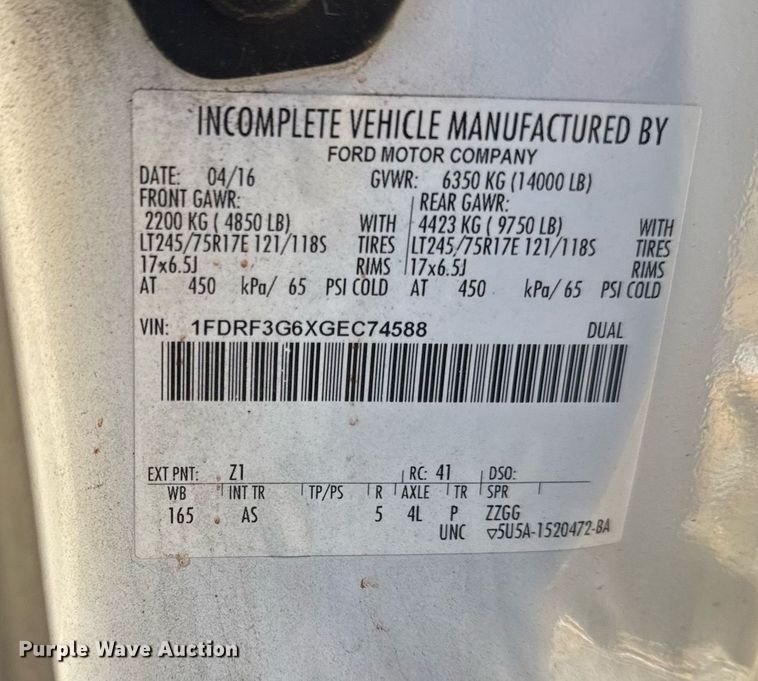 INCOMPLETE VEHICLE MANUFACTURED BY
FORD MOTOR COMPANY
DATE: 04/16 GVWR: 6350 KG (14000 LB)
FRONT GAWR: REAR GAWR:
2200 KG ( 4850 LB) WITH 4423 KG ( 9750 LB) WITH
LT245/75R17E 121/118S TIRES LT245/75R17E 121/118S TIRES
17x6.5J RIMS 17x6.5J RIMS
AT 450 kPa/ 65 PSI COLD AT 450 kPa/ 65 PSI COLD
VIN: 1FDRF3G6XGEC74588 DUAL
EXT PNT: Z1 RC: 41 DSO:
WB INT TR TP/PS R AXLE TR SPR
165 AS 5 4L P ZZGG
UNC ▽5U5A-1520472-BA
Purple Wave Auction